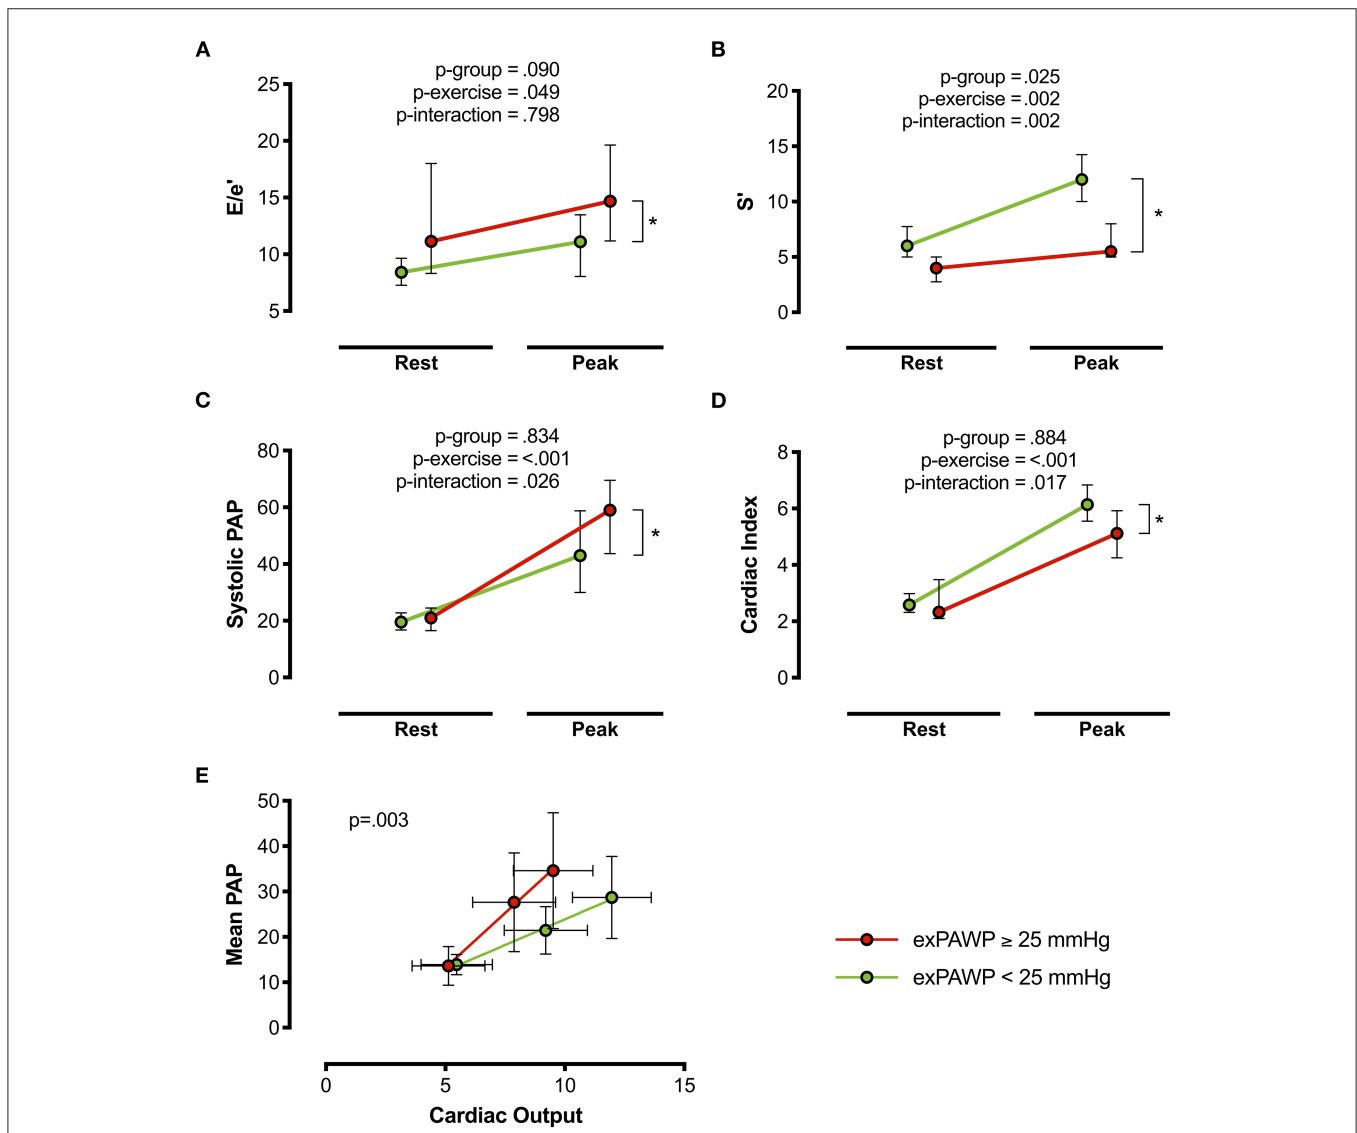 A
p-group = .090
p-exercise = .049
p-interaction = .798
25
20
15
10
5
E/e'
*
Rest
Peak
B
p-group = .025
p-exercise = .002
p-interaction = .002
20
15
10
5
0
S'
*
Rest
Peak
C
p-group = .834
p-exercise = <.001
p-interaction = .026
80
60
40
20
0
Systolic PAP
*
Rest
Peak
D
p-group = .884
p-exercise = <.001
p-interaction = .017
8
6
4
2
0
Cardiac Index
*
Rest
Peak
E
p=.003
50
40
30
20
10
0
Mean PAP
0 5 10 15
Cardiac Output
exPAWP ≥ 25 mmHg
exPAWP < 25 mmHg